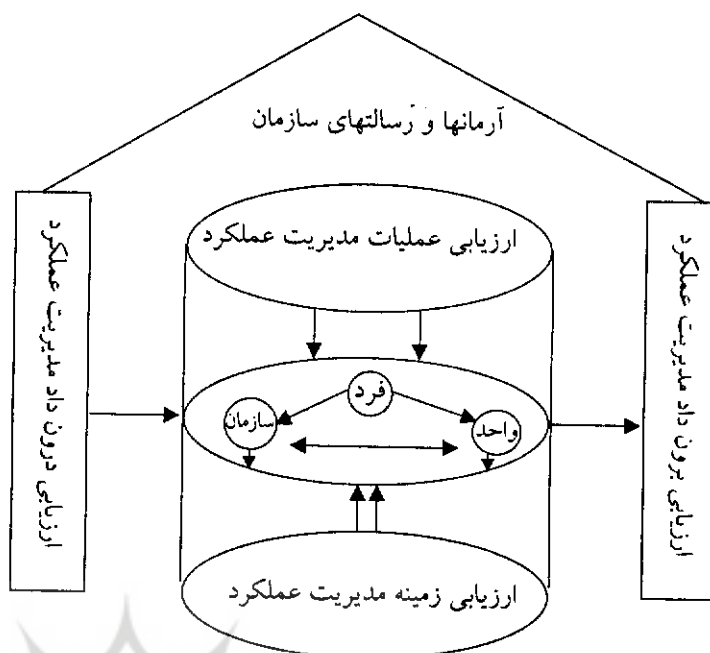 آرمانها و رسالتهای سازمان
ارزیابی عملیات مدیریت عملکرد
ارزیابی برون داد مدیریت عملکرد
ارزیابی درون داد مدیریت عملکرد
فرد
واحد
سازمان
ارزیابی زمینه مدیریت عملکرد